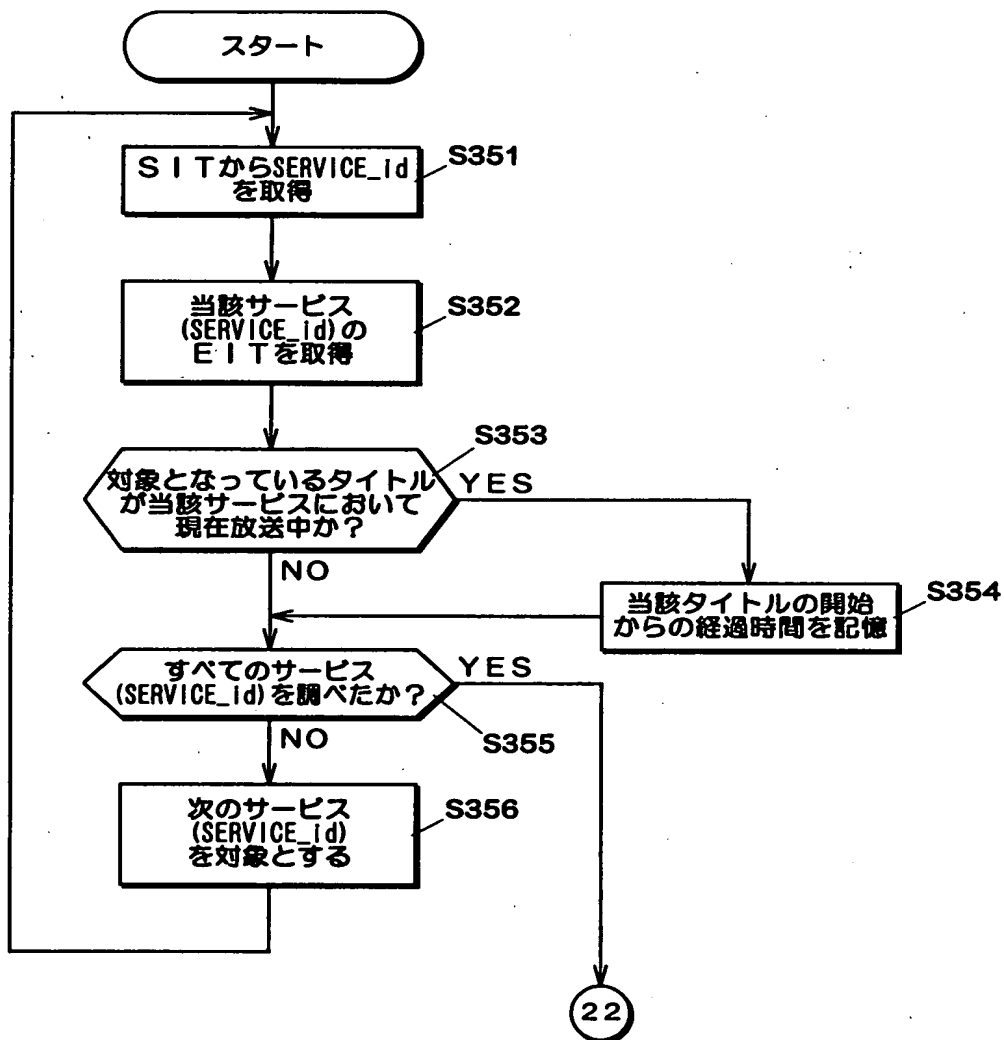 スタート
SITからSERVICE_id
を取得
S351
当該サービス
(SERVICE_id)の
EITを取得
S352
対象となっているタイトル
が当該サービスにおいて
現在放送中か？
S353
YES
NO
当該タイトルの開始
からの経過時間を記憶
S354
すべてのサービス
(SERVICE_id)を調べたか？
YES
S355
NO
次のサービス
(SERVICE_id)
を対象とする
S356
22